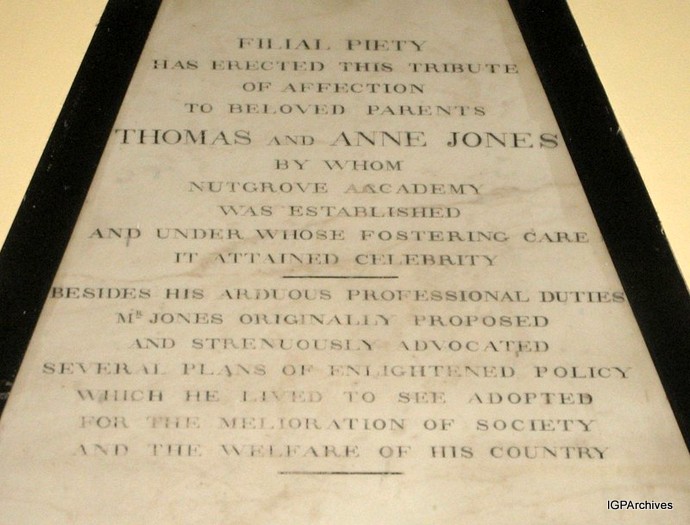 FILIAL PIETY
HAS ERECTED THIS TRIBUTE
OF AFFECTION
TO BELOVED PARENTS
THOMAS AND ANNE JONES
BY WHOM
NUTGROVE AACADEMY
WAS ESTABLISHED
AND UNDER WHOSE FOSTERING CARE
IT ATTAINED CELEBRITY
BESIDES HIS ARDUOUS PROFESSIONAL DUTIES
MR JONES ORIGINALLY PROPOSED
AND STRENUOUSLY ADVOCATED
SEVERAL PLANS OF ENLIGHTENED POLICY
WHICH HE LIVED TO SEE ADOPTED
FOR THE MELIORATION OF SOCIETY
AND THE WELFARE OF HIS COUNTRY
IGPArchives